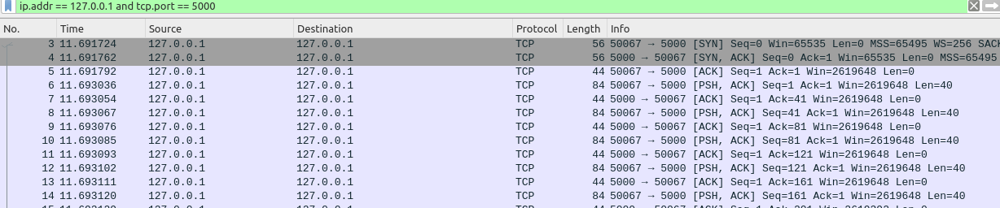 ip.addr == 127.0.0.1 and tcp.port == 5000
No. Time Source Destination Protocol Length Info
3 11.691724 127.0.0.1 127.0.0.1 TCP 56 50067 → 5000 [SYN] Seq=0 Win=65535 Len=0 MSS=65495 WS=256 SACK
4 11.691762 127.0.0.1 127.0.0.1 TCP 56 5000 → 50067 [SYN, ACK] Seq=0 Ack=1 Win=65535 Len=0 MSS=65495
5 11.691792 127.0.0.1 127.0.0.1 TCP 44 50067 → 5000 [ACK] Seq=1 Ack=1 Win=2619648 Len=0
6 11.693036 127.0.0.1 127.0.0.1 TCP 84 50067 → 5000 [PSH, ACK] Seq=1 Ack=1 Win=2619648 Len=40
7 11.693054 127.0.0.1 127.0.0.1 TCP 44 5000 → 50067 [ACK] Seq=1 Ack=41 Win=2619648 Len=0
8 11.693067 127.0.0.1 127.0.0.1 TCP 84 50067 → 5000 [PSH, ACK] Seq=41 Ack=1 Win=2619648 Len=40
9 11.693076 127.0.0.1 127.0.0.1 TCP 44 5000 → 50067 [ACK] Seq=1 Ack=81 Win=2619648 Len=0
10 11.693085 127.0.0.1 127.0.0.1 TCP 84 50067 → 5000 [PSH, ACK] Seq=81 Ack=1 Win=2619648 Len=40
11 11.693093 127.0.0.1 127.0.0.1 TCP 44 5000 → 50067 [ACK] Seq=1 Ack=121 Win=2619648 Len=0
12 11.693102 127.0.0.1 127.0.0.1 TCP 84 50067 → 5000 [PSH, ACK] Seq=121 Ack=1 Win=2619648 Len=40
13 11.693111 127.0.0.1 127.0.0.1 TCP 44 5000 → 50067 [ACK] Seq=1 Ack=161 Win=2619648 Len=0
14 11.693120 127.0.0.1 127.0.0.1 TCP 84 50067 → 5000 [PSH, ACK] Seq=161 Ack=1 Win=2619648 Len=40